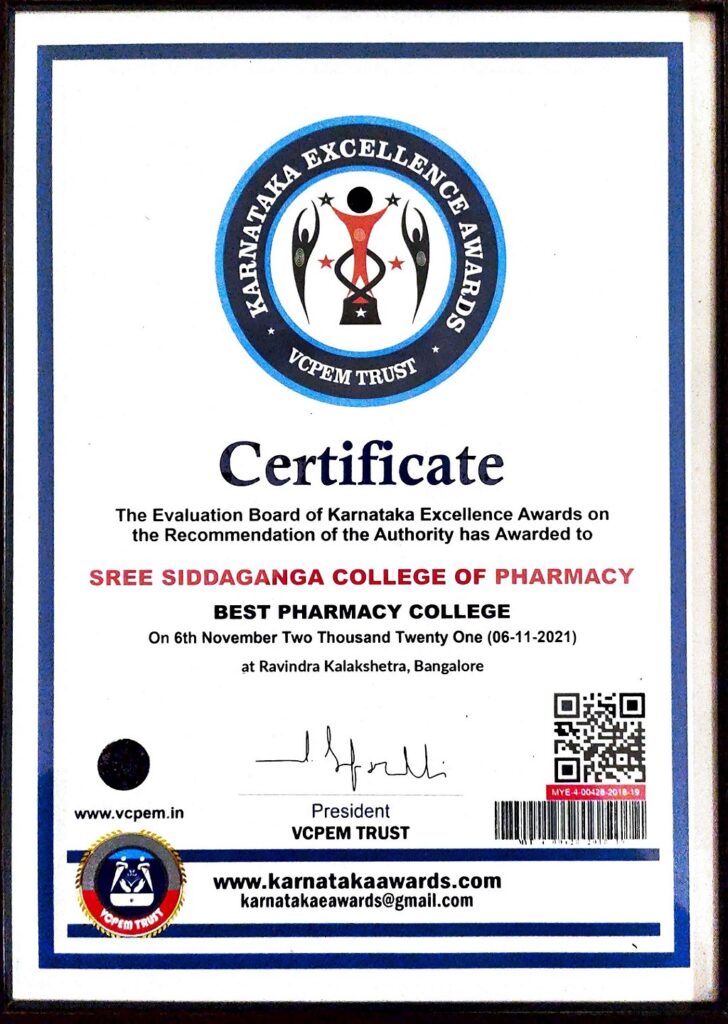 KARNATAKA EXCELLENCE AWARDS
VCPEM TRUST
Certificate
The Evaluation Board of Karnataka Excellence Awards on
the Recommendation of the Authority has Awarded to
SREE SIDDAGANGA COLLEGE OF PHARMACY
BEST PHARMACY COLLEGE
On 6th November Two Thousand Twenty One (06-11-2021)
at Ravindra Kalakshetra, Bangalore
MYE-4-00428-2018-19
www.vcpem.in
President
VCPEM TRUST
VCPEM TRUST
www.karnatakaawards.com
karnatakaeawards@gmail.com